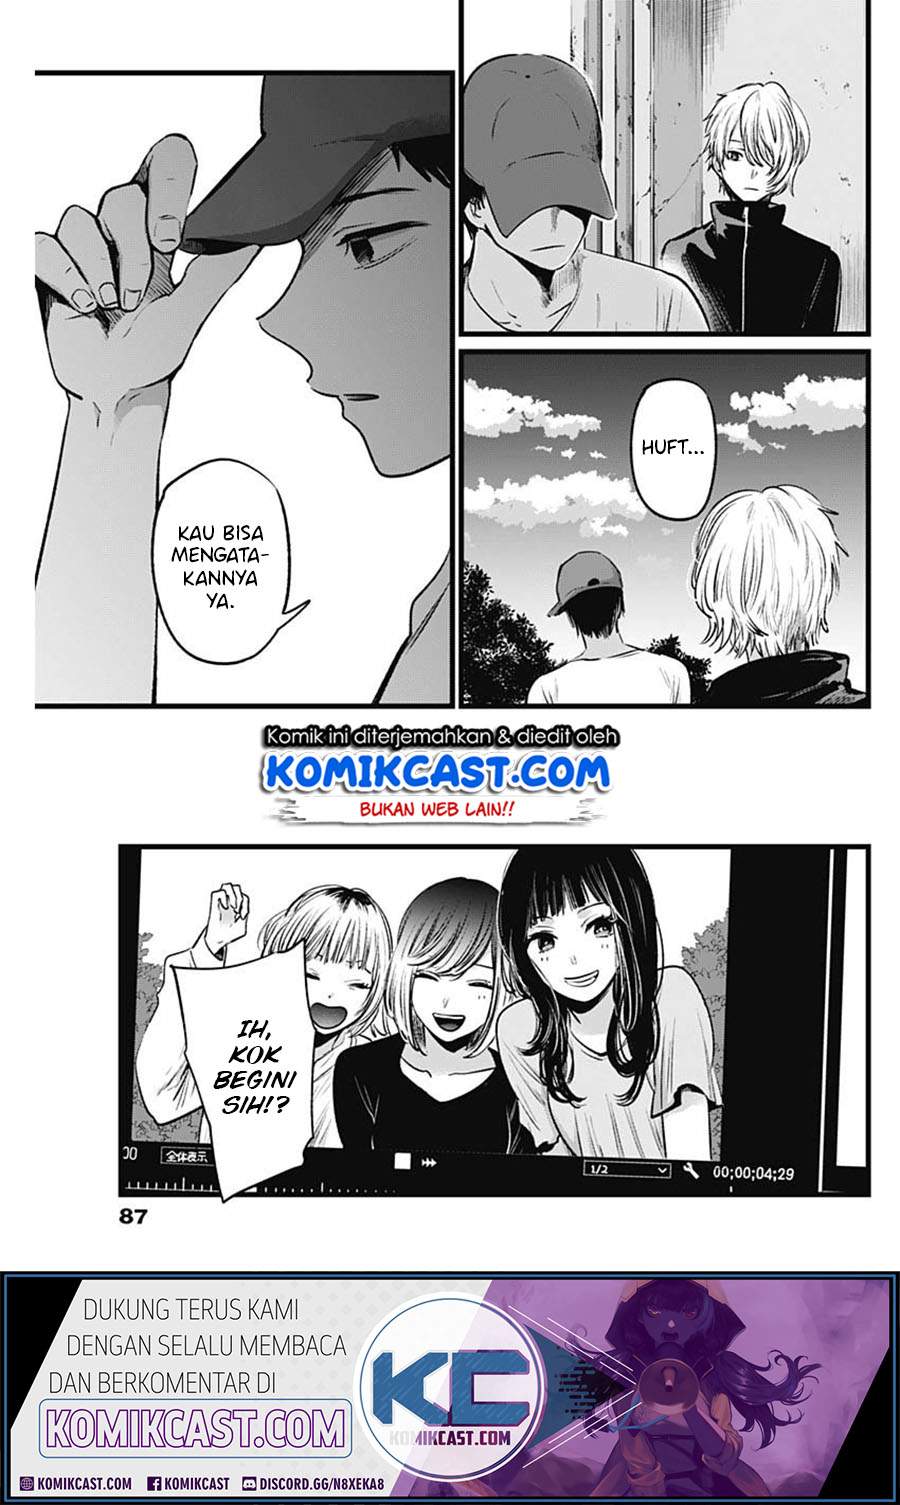 HUFT...
KAU BISA
MENGATA-
KANNYA
YA.
Komik ini diterjemahkan & diedit oleh
KOMIKCAST.COM
BUKAN WEB LAIN!!
IH,
KOK
BEGINI
SIH!?
00
全体表示
1/2
00;00;04;29
87
DUKUNG TERUS KAMI
DENGAN SELALU MEMBACA
DAN BERKOMENTAR DI
KOMIKCAST.COM
KC
KOMIKCAST.COM
KOMIKCAST.COM
KOMIKCAST
DISCORD.GG/N8XEKA8